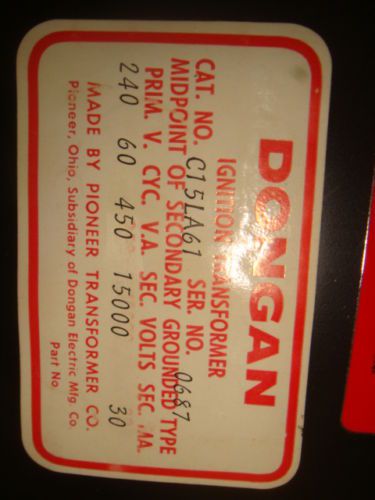 DONGAN
IGNITION TRANSFORMER
CAT. NO. C15LA61 SER. NO. 0687
MIDPOINT OF SECONDARY GROUNDED TYPE
PRIM. V. CYC. V.A. SEC. VOLTS SEC. MA.
240 60 450 15000 30
MADE BY PIONEER TRANSFORMER CO.
Pioneer, Ohio, Subsidiary of Dongan Electric Mfg. Co.
Part No.